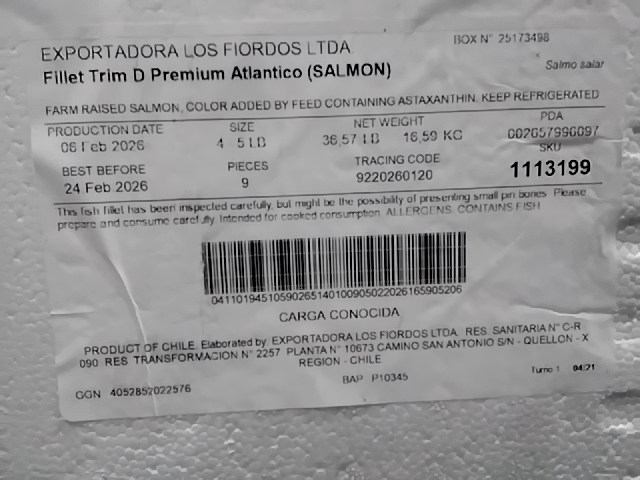 BOX N° 25173498
EXPORTADORA LOS FIORDOS LTDA
Fillet Trim D Premium Atlantico (SALMON)
Salmo salar
FARM RAISED SALMON, COLOR ADDED BY FEED CONTAINING ASTAXANTHIN. KEEP REFRIGERATED
PRODUCTION DATE SIZE NET WEIGHT PDA
06 Feb 2026 4 5 LB 36,57 LB 16,59 KG 002657996097
BEST BEFORE PIECES TRACING CODE SKU
24 Feb 2026 9 9220260120 1113199
This fish fillet has been inspected carefully, but might be the possibility of presenting small pin bones. Please
prepare and consume carefully. Intended for cooked consumption. ALLERGENS: CONTAINS FISH
CARGA CONOCIDA
PRODUCT OF CHILE. Elaborated by EXPORTADORA LOS FIORDOS LTDA. RES. SANITARIA N° C-R
090 RES TRANSFORMACION N° 2257 PLANTA N° 10673 CAMINO SAN ANTONIO S/N - QUELLON - X
REGION - CHILE
BAP P10345
Turno 1 04:21
GGN 4052852022576